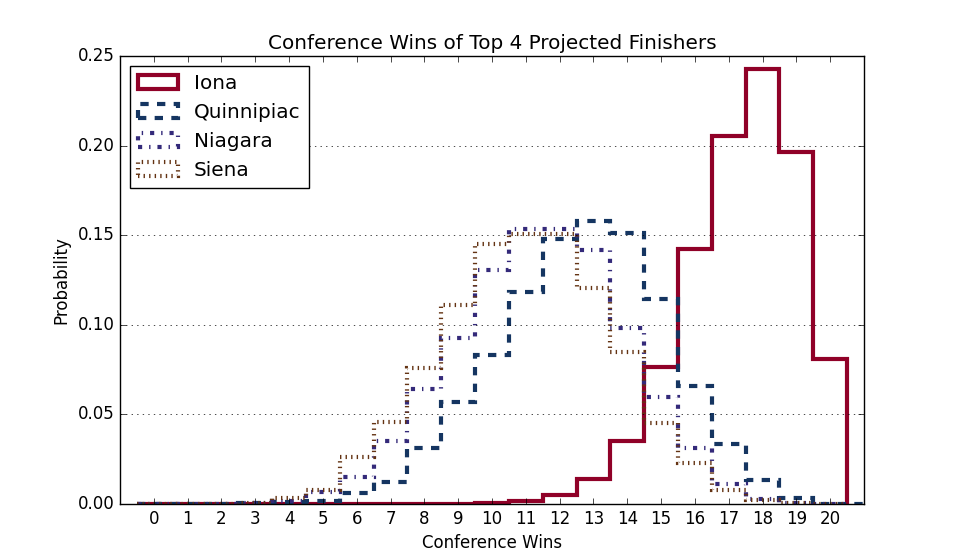 Conference Wins of Top 4 Projected Finishers
Iona
Quinnipiac
Niagara
Siena
0.25
0.20
0.15
0.10
0.05
0.00
Probability
0 1 2 3 4 5 6 7 8 9 10 11 12 13 14 15 16 17 18 19 20
Conference Wins